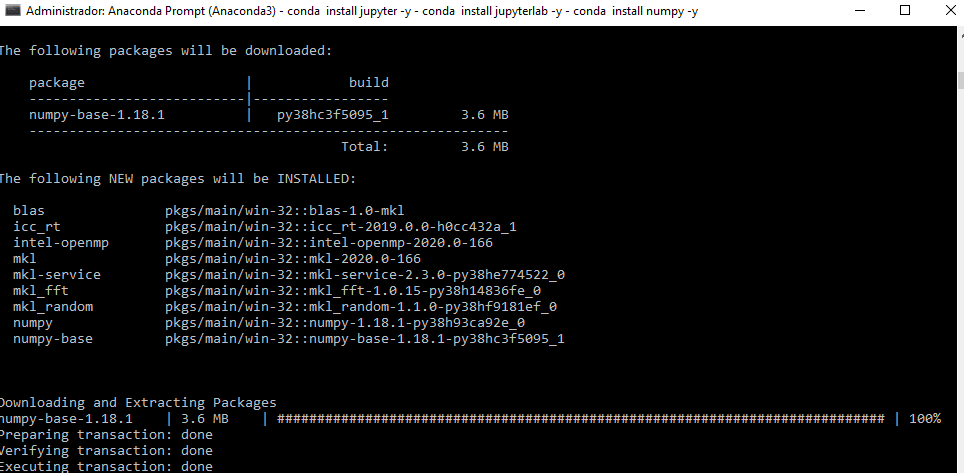 Administrador: Anaconda Prompt (Anaconda3) - conda install jupyter -y - conda install jupyterlab -y - conda install numpy -y
The following packages will be downloaded:
package | build
---------------------------|-----------------
numpy-base-1.18.1 | py38hc3f5095_1 3.6 MB
------------------------------------------------------------
Total: 3.6 MB
The following NEW packages will be INSTALLED:
blas pkgs/main/win-32::blas-1.0-mkl
icc_rt pkgs/main/win-32::icc_rt-2019.0.0-h0cc432a_1
intel-openmp pkgs/main/win-32::intel-openmp-2020.0-166
mkl pkgs/main/win-32::mkl-2020.0-166
mkl-service pkgs/main/win-32::mkl-service-2.3.0-py38he774522_0
mkl_fft pkgs/main/win-32::mkl_fft-1.0.15-py38h14836fe_0
mkl_random pkgs/main/win-32::mkl_random-1.1.0-py38hf9181ef_0
numpy pkgs/main/win-32::numpy-1.18.1-py38h93ca92e_0
numpy-base pkgs/main/win-32::numpy-base-1.18.1-py38hc3f5095_1
Downloading and Extracting Packages
numpy-base-1.18.1 | 3.6 MB | ############################################################################ | 100%
Preparing transaction: done
Verifying transaction: done
Executing transaction: done